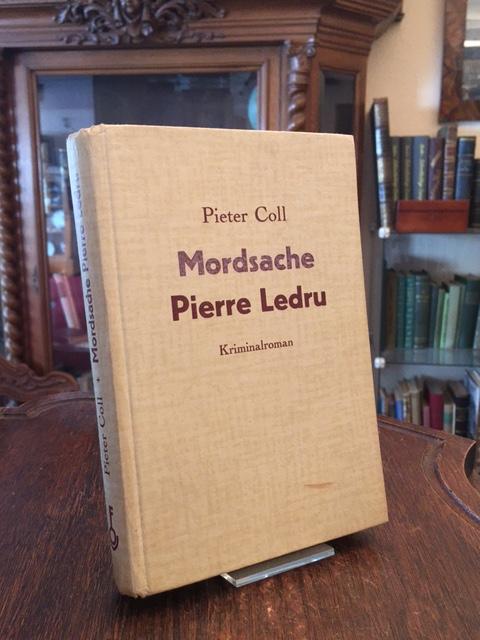 Pieter Coll
Mordsache
Pierre Ledru
Kriminalroman
Pieter Coll + Mordsache Pierre Ledru